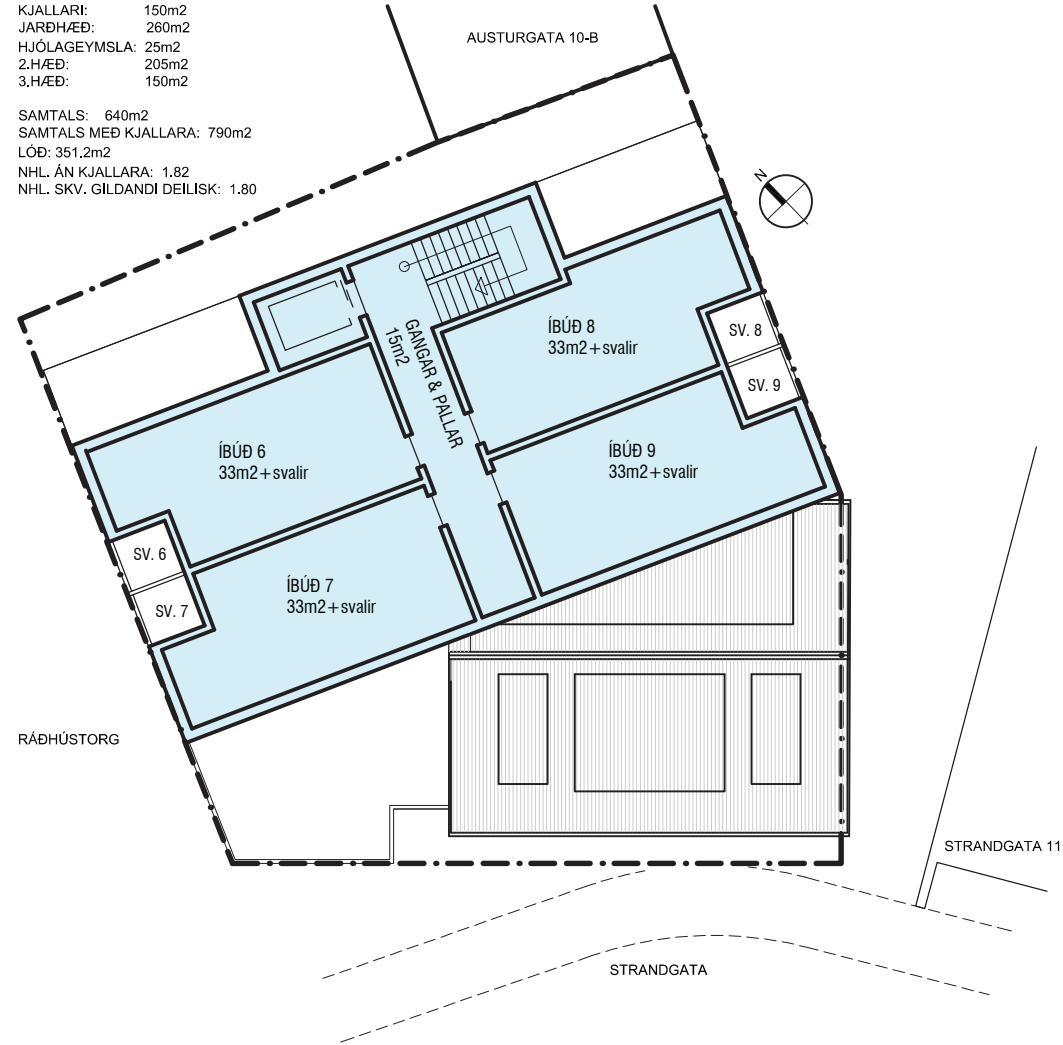 KJALLARI: 150m2
JARÐHÆÐ: 260m2
HJÓLAGEYMSLA: 25m2
2.HÆÐ: 205m2
3.HÆÐ: 150m2
SAMTALS: 640m2
SAMTALS MEÐ KJALLARA: 790m2
LÓÐ: 351.2m2
NHL. ÁN KJALLARA: 1.82
NHL. SKV. GILDANDI DEILISK: 1.80
AUSTURGATA 10-B
N
GANGAR & PALLAR
15m2
ÍBÚÐ 8
33m2+svalir
SV. 8
SV. 9
ÍBÚÐ 6
33m2+svalir
ÍBÚÐ 9
33m2+svalir
SV. 6
SV. 7
ÍBÚÐ 7
33m2+svalir
RÁÐHÚSTORG
STRANDGATA 11
STRANDGATA